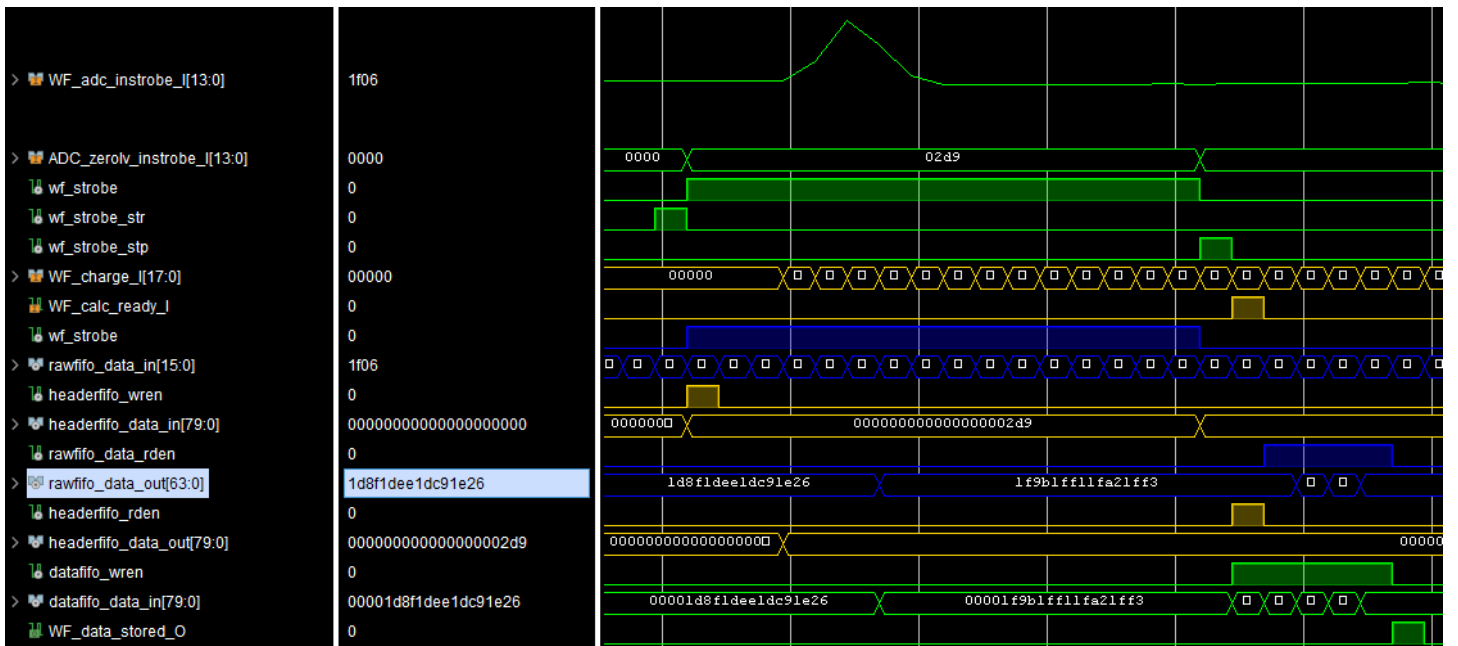 WF_adc_instrobe_I[13:0] 1f06
ADC_zerolv_instrobe_I[13:0] 0000 0000 02d9
wf_strobe 0
wf_strobe_str 0
wf_strobe_stp 0
WF_charge_I[17:0] 00000 00000
WF_calc_ready_I 0
wf_strobe 0
rawfifo_data_in[15:0] 1f06
headerfifo_wren 0
headerfifo_data_in[79:0] 00000000000000000000 000000 000000000000000002d9
rawfifo_data_rden 0
rawfifo_data_out[63:0] 1d8f1dee1dc91e26 1d8f1dee1dc91e26 1f9b1ff11fa21ff3
headerfifo_rden 0
headerfifo_data_out[79:0] 000000000000000002d9 00000000000000000 00000
datafifo_wren 0
datafifo_data_in[79:0] 00001d8f1dee1dc91e26 00001d8f1dee1dc91e26 00001f9b1ff11fa21ff3
WF_data_stored_O 0